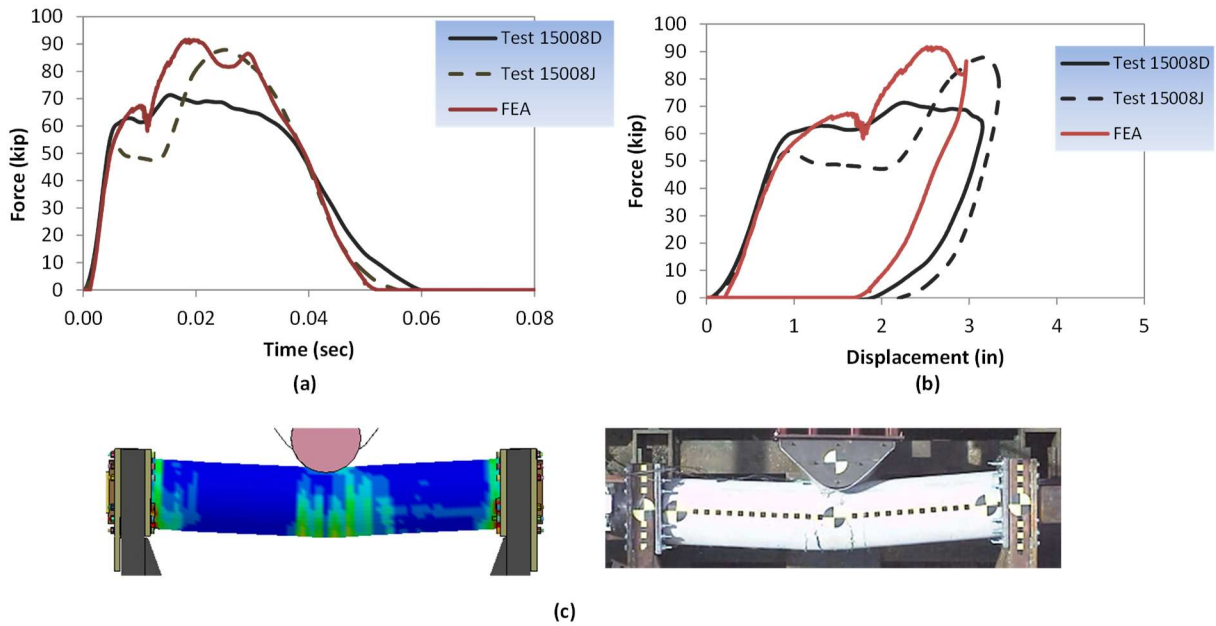 100
90
80
70
60
50
40
30
20
10
0
Force (kip)
0.00
0.02
0.04
0.06
0.08
Time (sec)
Test 15008D
Test 15008J
FEA
(a)
100
90
80
70
60
50
40
30
20
10
0
Force (kip)
0
1
2
3
4
5
Displacement (in)
Test 15008D
Test 15008J
FEA
(b)
(c)